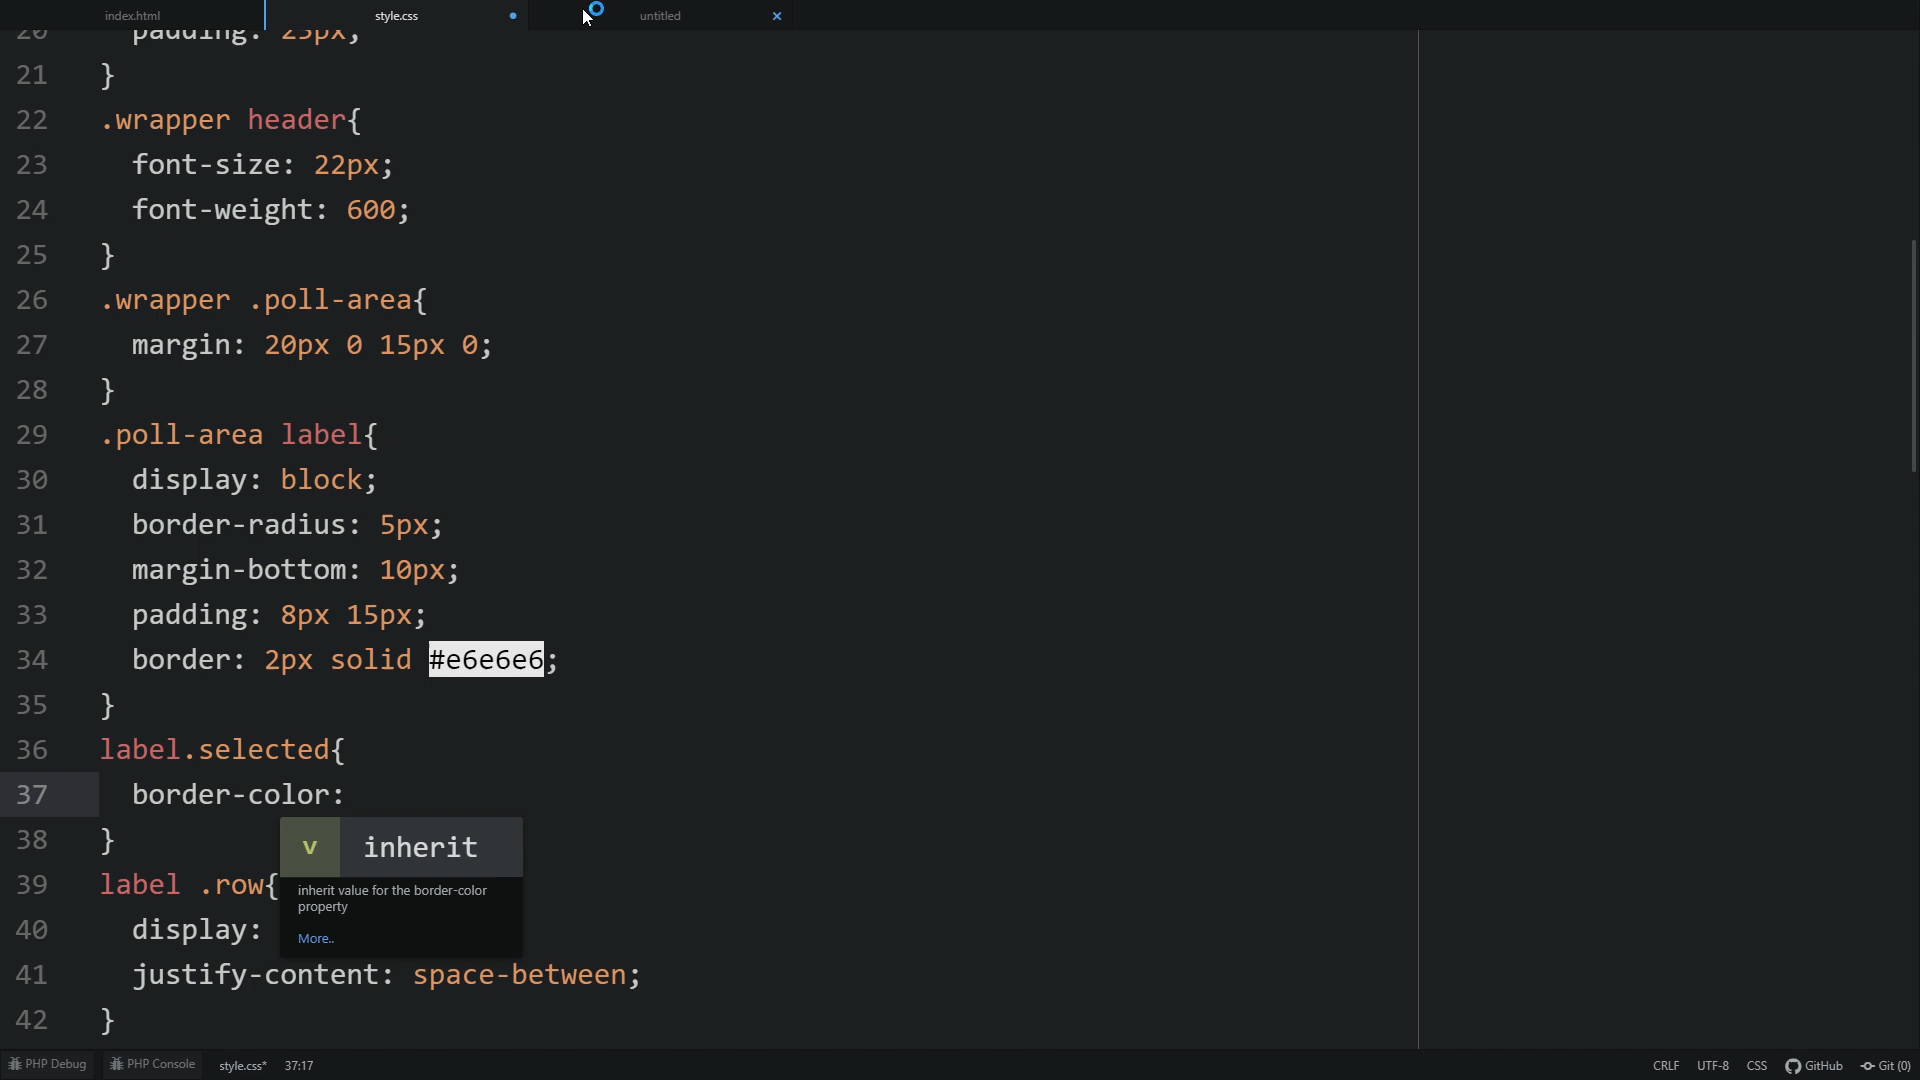 index.html style.css untitled
20 padding: 25px;
21 }
22 .wrapper header{
23 font-size: 22px;
24 font-weight: 600;
25 }
26 .wrapper .poll-area{
27 margin: 20px 0 15px 0;
28 }
29 .poll-area label{
30 display: block;
31 border-radius: 5px;
32 margin-bottom: 10px;
33 padding: 8px 15px;
34 border: 2px solid #e6e6e6;
35 }
36 label.selected{
37 border-color:
38 }
v inherit
39 label .row{
inherit value for the border-color
property
40 display:
More..
41 justify-content: space-between;
42 }
PHP Debug PHP Console style.css* 37:17 CRLF UTF-8 CSS GitHub Git (0)